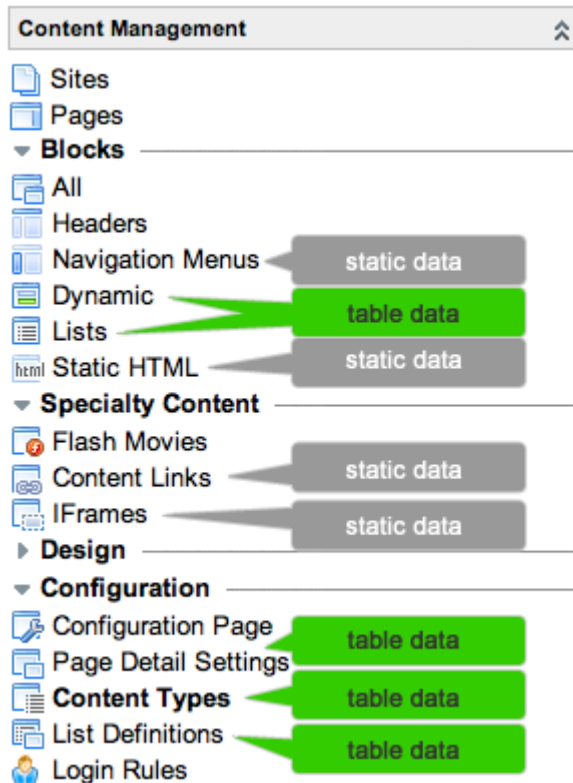 Content Management
Sites
Pages
Blocks
All
Headers
Navigation Menus static data
Dynamic table data
Lists
Static HTML static data
html
Specialty Content
Flash Movies
Content Links static data
IFrames static data
Design
Configuration
Configuration Page
Page Detail Settings table data
Content Types table data
List Definitions table data
Login Rules